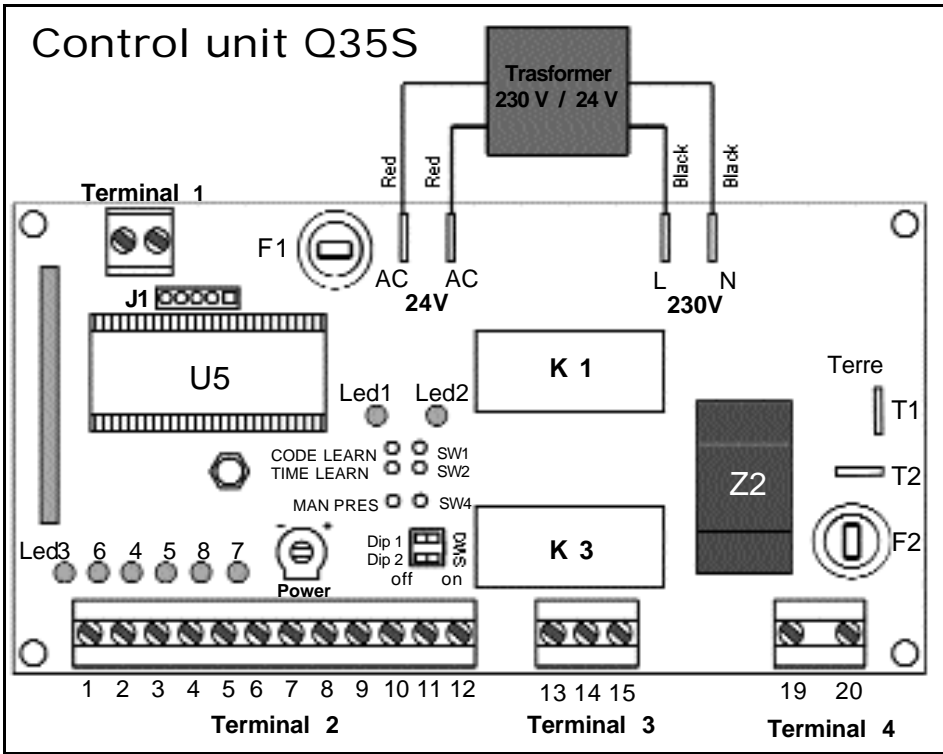 Control unit Q35S
Trasformer
230 V / 24 V
Red
Red
Black
Black
Terminal 1
F1
AC
AC
L
N
24V
230V
J1
U5
K 1
Terre
Led1
Led2
T1
CODE LEARN
SW1
TIME LEARN
SW2
Z2
T2
MAN PRES
SW4
F2
Led3 6 4 5 8 7
- +
Dip 1
Dip 2
off on
K 3
Power
1 2 3 4 5 6 7 8 9 10 11 12
13 14 15
19 20
Terminal 2
Terminal 3
Terminal 4